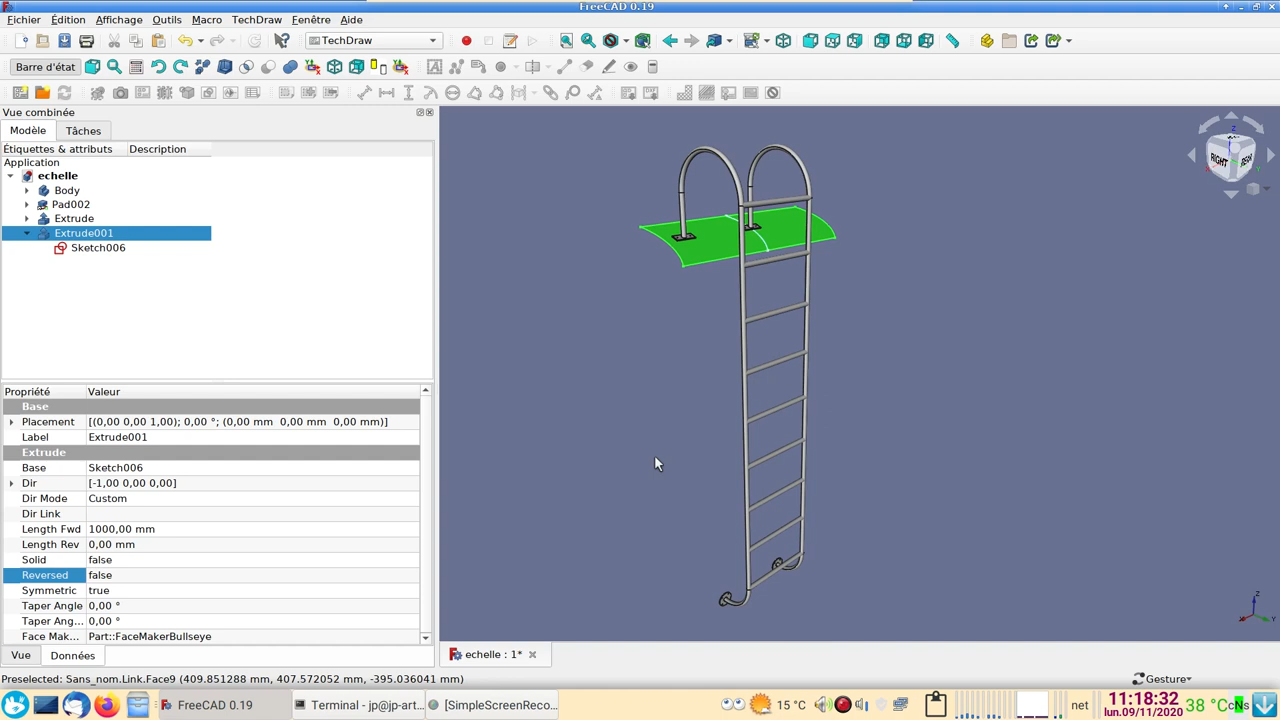 FreeCAD 0.19
Fichier Édition Affichage Outils Macro TechDraw Fenêtre Aide
TechDraw
Barre d'état
Vue combinée
Modèle Tâches
Étiquettes & attributs Description
Application
echelle
Body
Pad002
Extrude
Extrude001
Sketch006
Propriété Valeur
Base
Placement [(0,00 0,00 1,00); 0,00 °; (0,00 mm 0,00 mm 0,00 mm)]
Label Extrude001
Extrude
Base Sketch006
Dir [-1,00 0,00 0,00]
Dir Mode Custom
Dir Link
Length Fwd 1000,00 mm
Length Rev 0,00 mm
Solid false
Reversed false
Symmetric true
Taper Angle 0,00 °
Taper Ang... 0,00 °
Face Mak... Part::FaceMakerBullseye
Vue Données
RIGHT
Z
Z
X
Y
echelle : 1*
Preselected: Sans_nom.Link.Face9 (409.851288 mm, 407.572052 mm, -395.036041 mm)
Gesture
FreeCAD 0.19
Terminal - jp@jp-art...
[SimpleScreenReco...
15 °C
net
11:18:32
lun.09/11/2020
38 °C